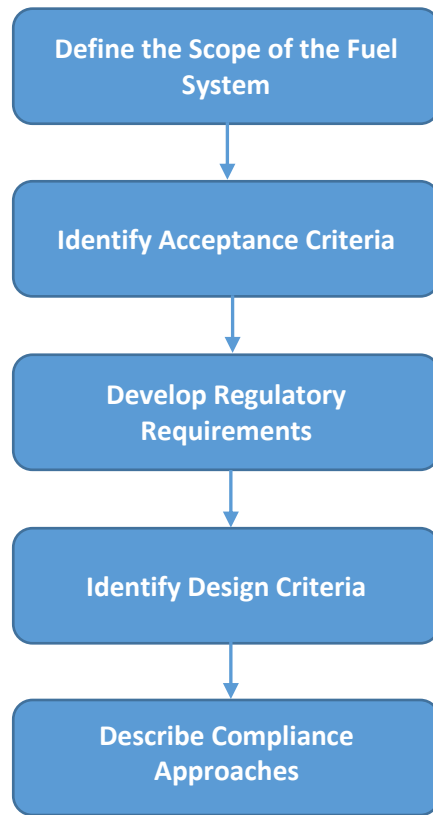 Define the Scope of the Fuel
System
Identify Acceptance Criteria
Develop Regulatory
Requirements
Identify Design Criteria
Describe Compliance
Approaches